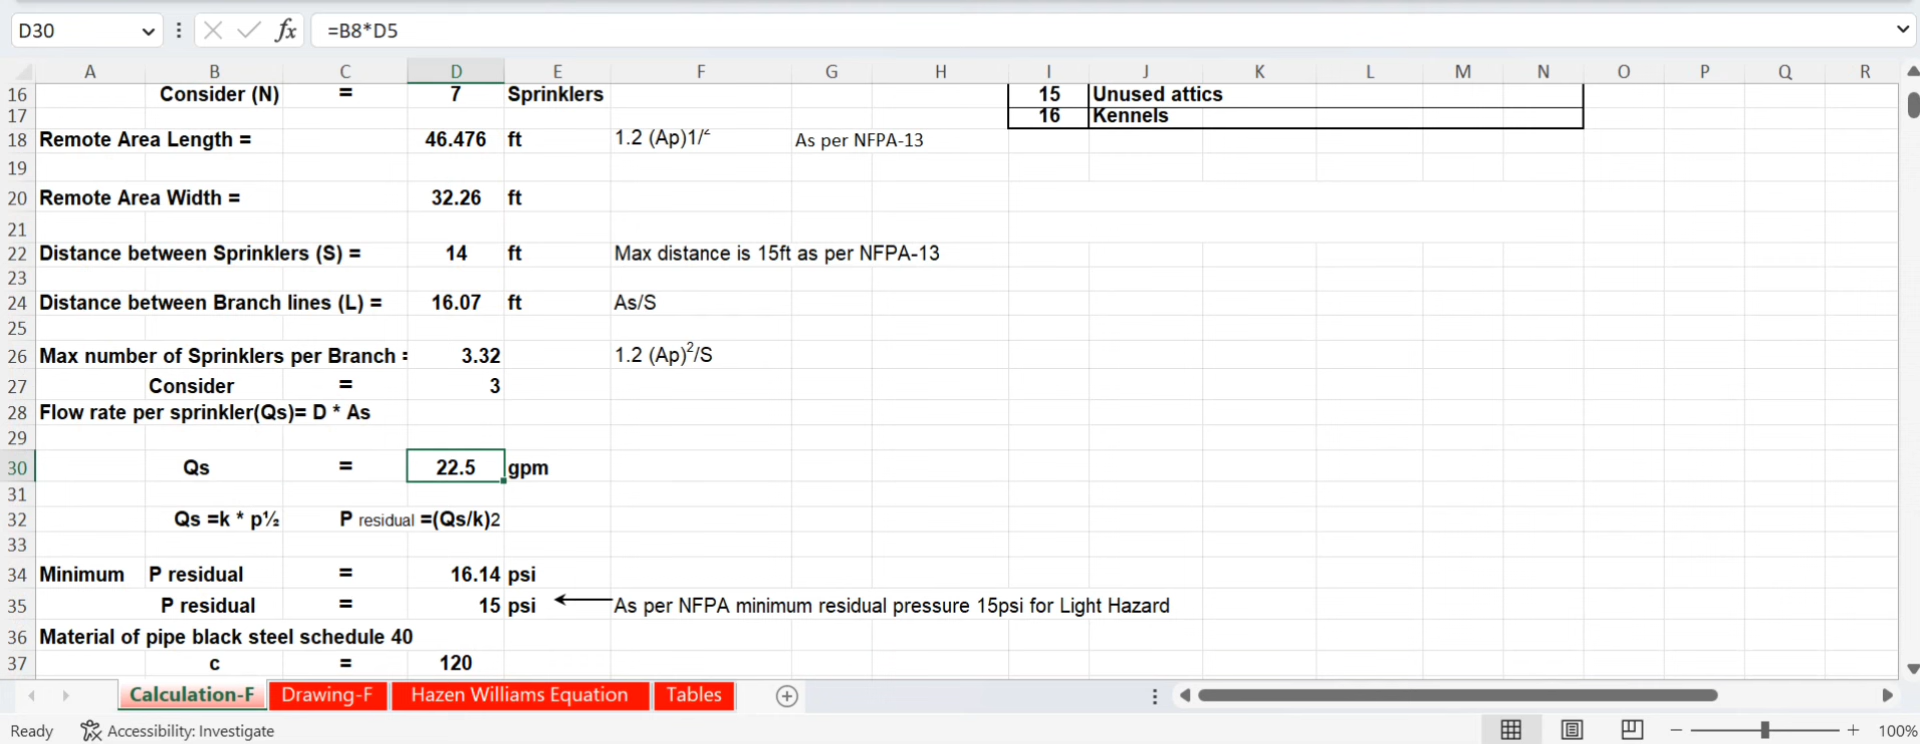 D30 fx =B8*D5
A B C D E F G H I J K L M N O P Q R
16 Consider (N) = 7 Sprinklers 15 Unused attics
17 16 Kennels
18 Remote Area Length = 46.476 ft 1.2 (Ap)1/2 As per NFPA-13
19
20 Remote Area Width = 32.26 ft
21
22 Distance between Sprinklers (S) = 14 ft Max distance is 15ft as per NFPA-13
23
24 Distance between Branch lines (L) = 16.07 ft As/S
25
26 Max number of Sprinklers per Branch = 3.32 1.2 (Ap)²/S
27 Consider = 3
28 Flow rate per sprinkler(Qs)= D * As
29
30 Qs = 22.5 gpm
31
32 Qs =k * p½ P residual =(Qs/k)2
33
34 Minimum P residual = 16.14 psi
35 P residual = 15 psi As per NFPA minimum residual pressure 15psi for Light Hazard
36 Material of pipe black steel schedule 40
37 c = 120
Calculation-F Drawing-F Hazen Williams Equation Tables
Ready Accessibility: Investigate 100%